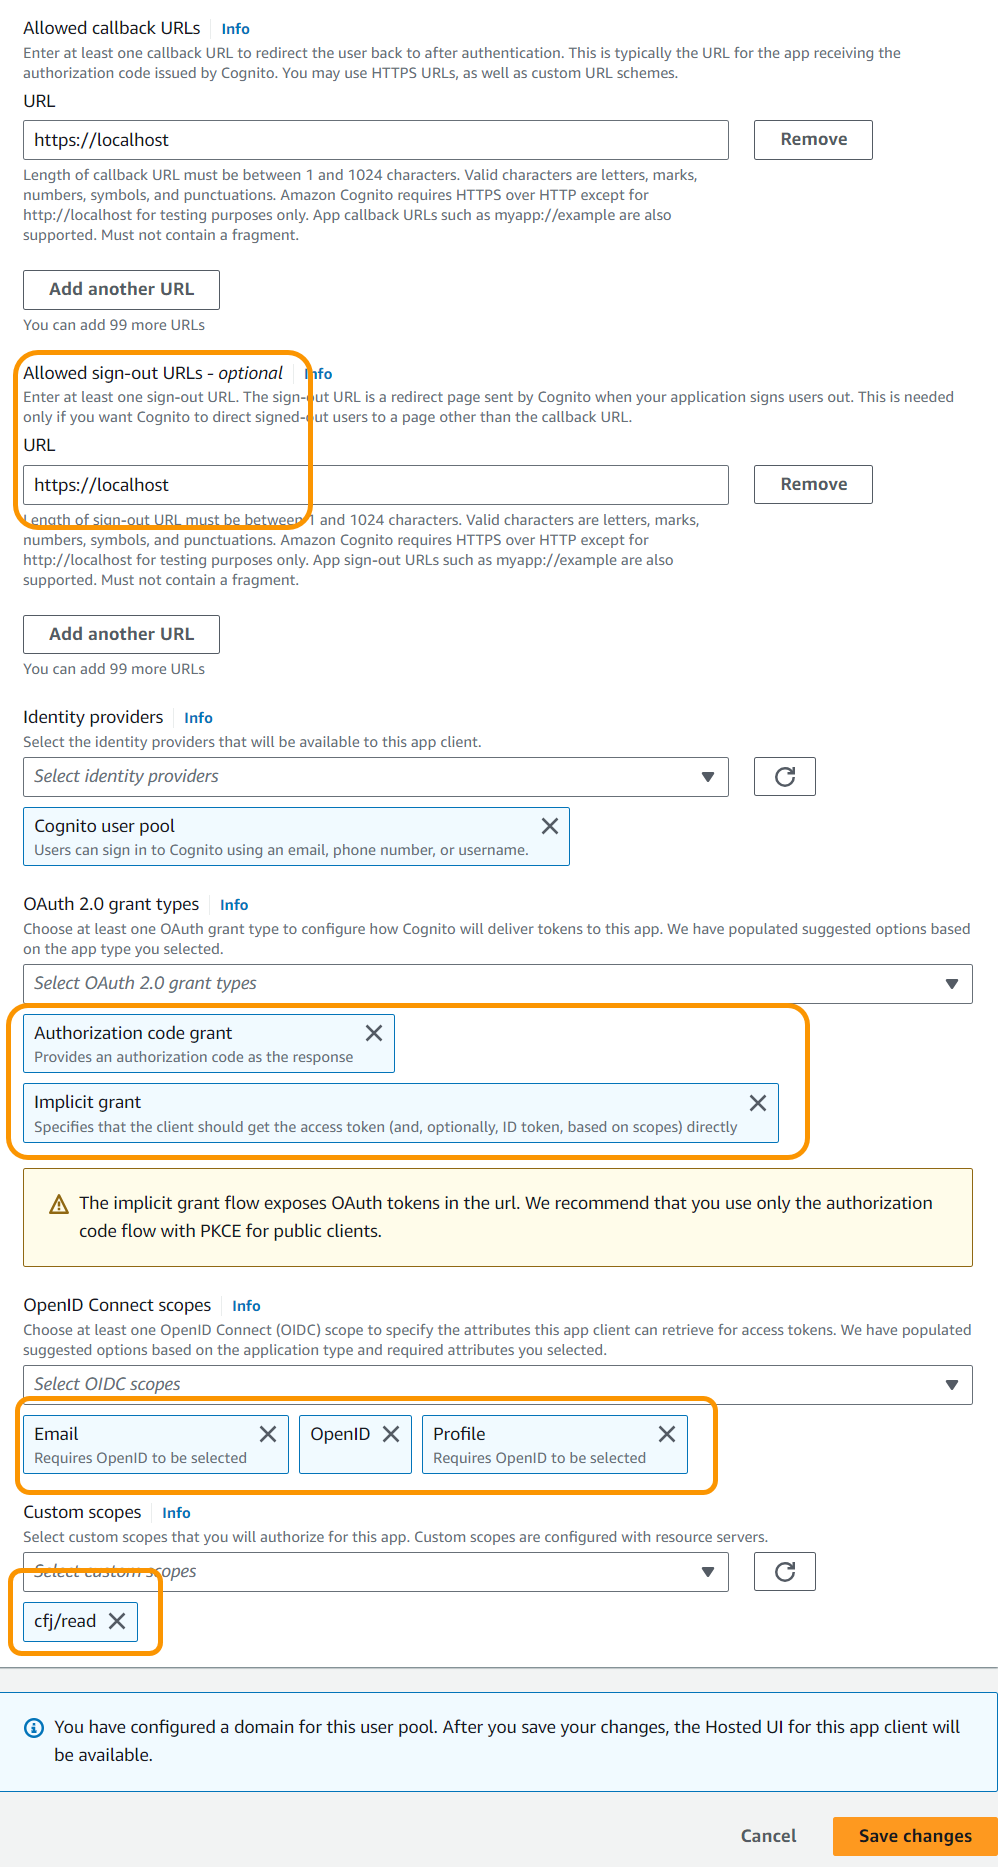 Allowed callback URLs Info
Enter at least one callback URL to redirect the user back to after authentication. This is typically the URL for the app receiving the
authorization code issued by Cognito. You may use HTTPS URLs, as well as custom URL schemes.
URL
https://localhost Remove
Length of callback URL must be between 1 and 1024 characters. Valid characters are letters, marks,
numbers, symbols, and punctuations. Amazon Cognito requires HTTPS over HTTP except for
http://localhost for testing purposes only. App callback URLs such as myapp://example are also
supported. Must not contain a fragment.
Add another URL
You can add 99 more URLs
Allowed sign-out URLs - optional Info
Enter at least one sign-out URL. The sign-out URL is a redirect page sent by Cognito when your application signs users out. This is needed
only if you want Cognito to direct signed-out users to a page other than the callback URL.
URL
https://localhost Remove
Length of sign-out URL must be between 1 and 1024 characters. Valid characters are letters, marks,
numbers, symbols, and punctuations. Amazon Cognito requires HTTPS over HTTP except for
http://localhost for testing purposes only. App sign-out URLs such as myapp://example are also
supported. Must not contain a fragment.
Add another URL
You can add 99 more URLs
Identity providers Info
Select the identity providers that will be available to this app client.
Select identity providers
Cognito user pool
Users can sign in to Cognito using an email, phone number, or username.
OAuth 2.0 grant types Info
Choose at least one OAuth grant type to configure how Cognito will deliver tokens to this app. We have populated suggested options based
on the app type you selected.
Select OAuth 2.0 grant types
Authorization code grant
Provides an authorization code as the response
Implicit grant
Specifies that the client should get the access token (and, optionally, ID token, based on scopes) directly
The implicit grant flow exposes OAuth tokens in the url. We recommend that you use only the authorization
code flow with PKCE for public clients.
OpenID Connect scopes Info
Choose at least one OpenID Connect (OIDC) scope to specify the attributes this app client can retrieve for access tokens. We have populated
suggested options based on the application type and required attributes you selected.
Select OIDC scopes
Email OpenID Profile
Requires OpenID to be selected Requires OpenID to be selected
Custom scopes Info
Select custom scopes that you will authorize for this app. Custom scopes are configured with resource servers.
Select custom scopes
cfj/read
You have configured a domain for this user pool. After you save your changes, the Hosted UI for this app client will
be available.
Cancel Save changes